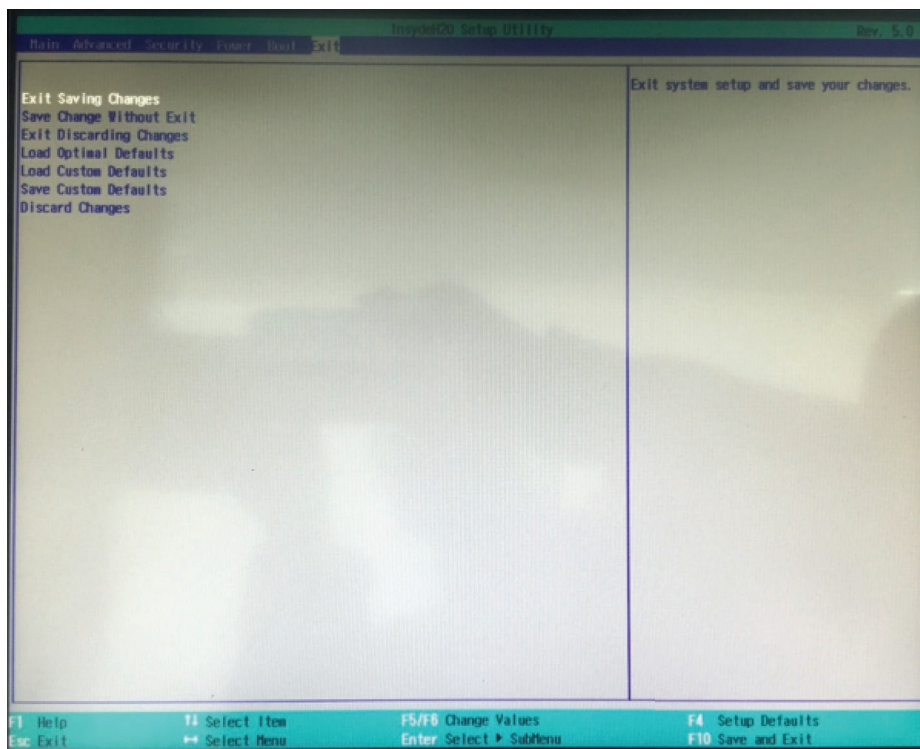 InsydeH20 Setup Utility Rev. 5.0
Main Advanced Security Power Boot Exit
Exit Saving Changes
Save Change Without Exit
Exit Discarding Changes
Load Optimal Defaults
Load Custom Defaults
Save Custom Defaults
Discard Changes
Exit system setup and save your changes.
F1 Help ↑↓ Select Item F5/F6 Change Values F4 Setup Defaults
Esc Exit ↔ Select Menu Enter Select ▶ SubMenu F10 Save and Exit